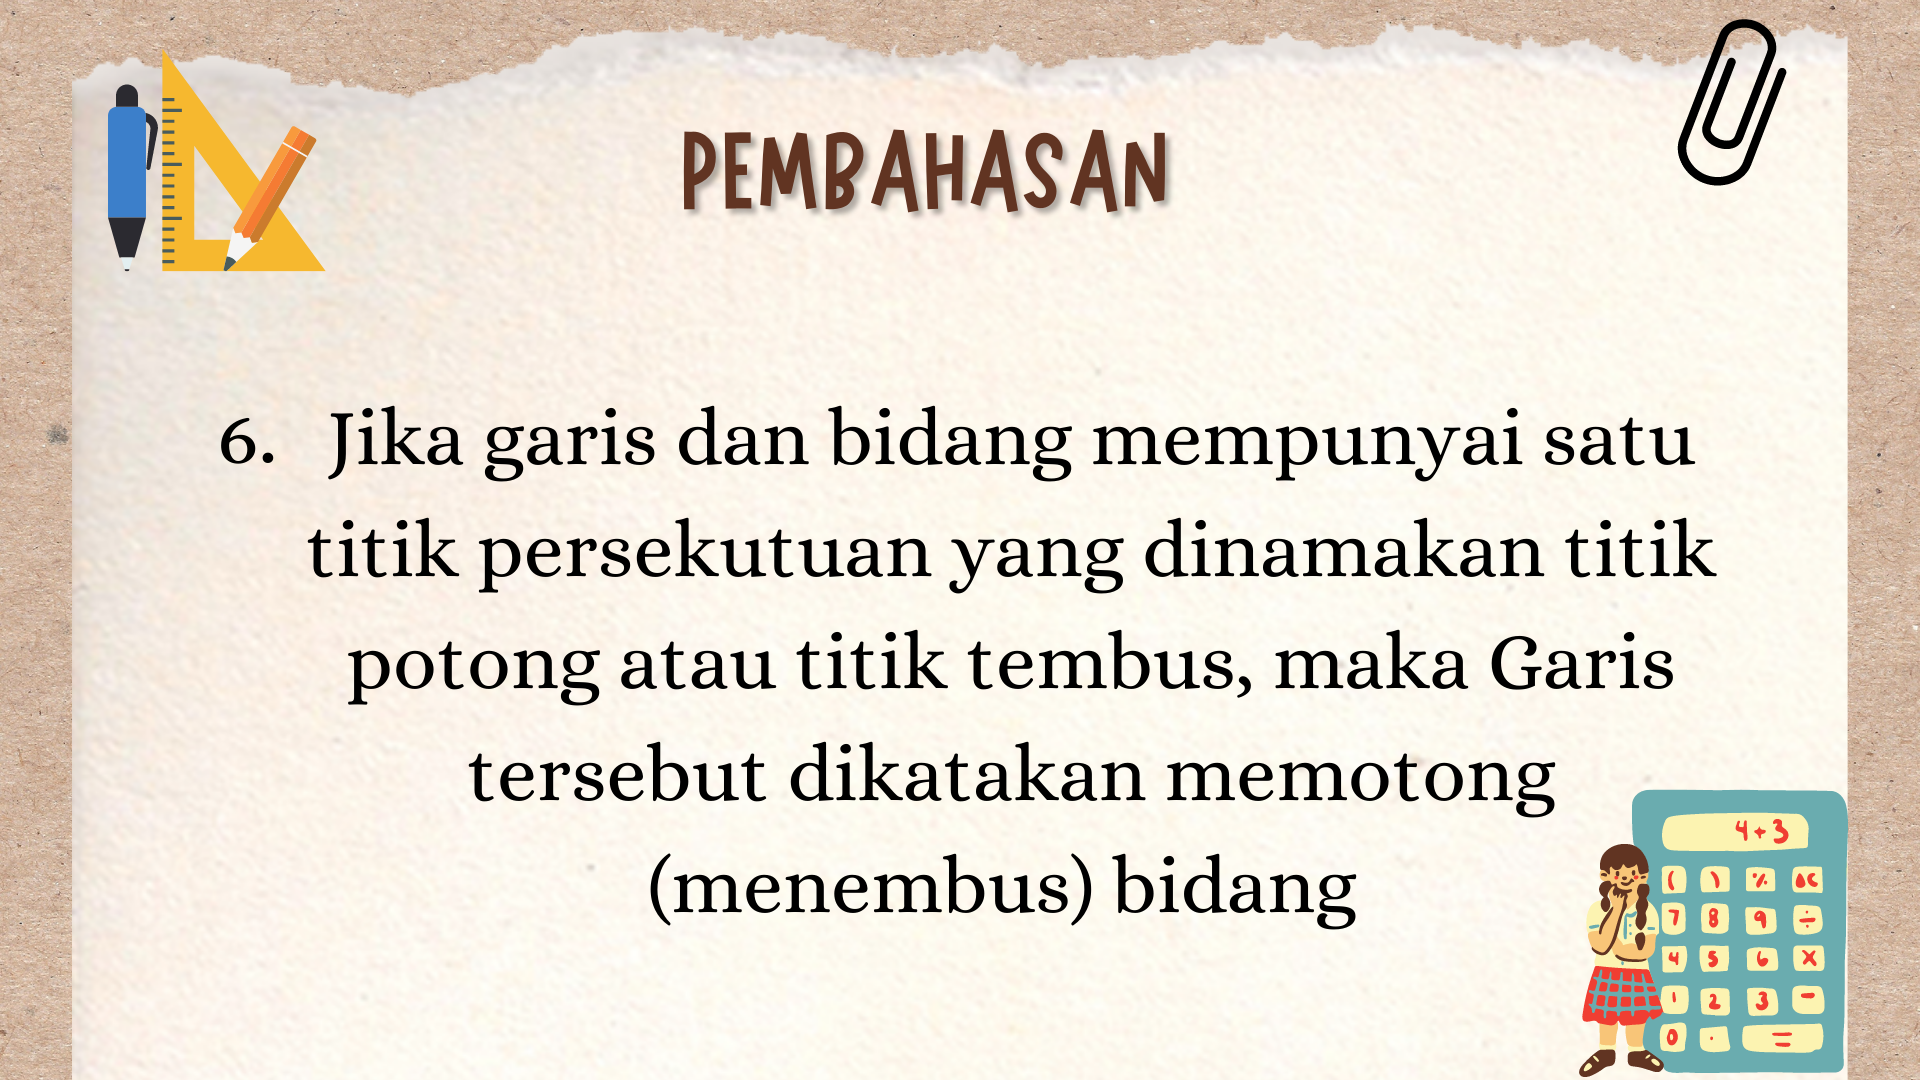 PEMBAHASAN
6. Jika garis dan bidang mempunyai satu
titik persekutuan yang dinamakan titik
potong atau titik tembus, maka Garis
tersebut dikatakan memotong
(menembus) bidang
4+3
( ) % AC
7 8 9 ÷
4 5 6 X
1 2 3 -
0 . =